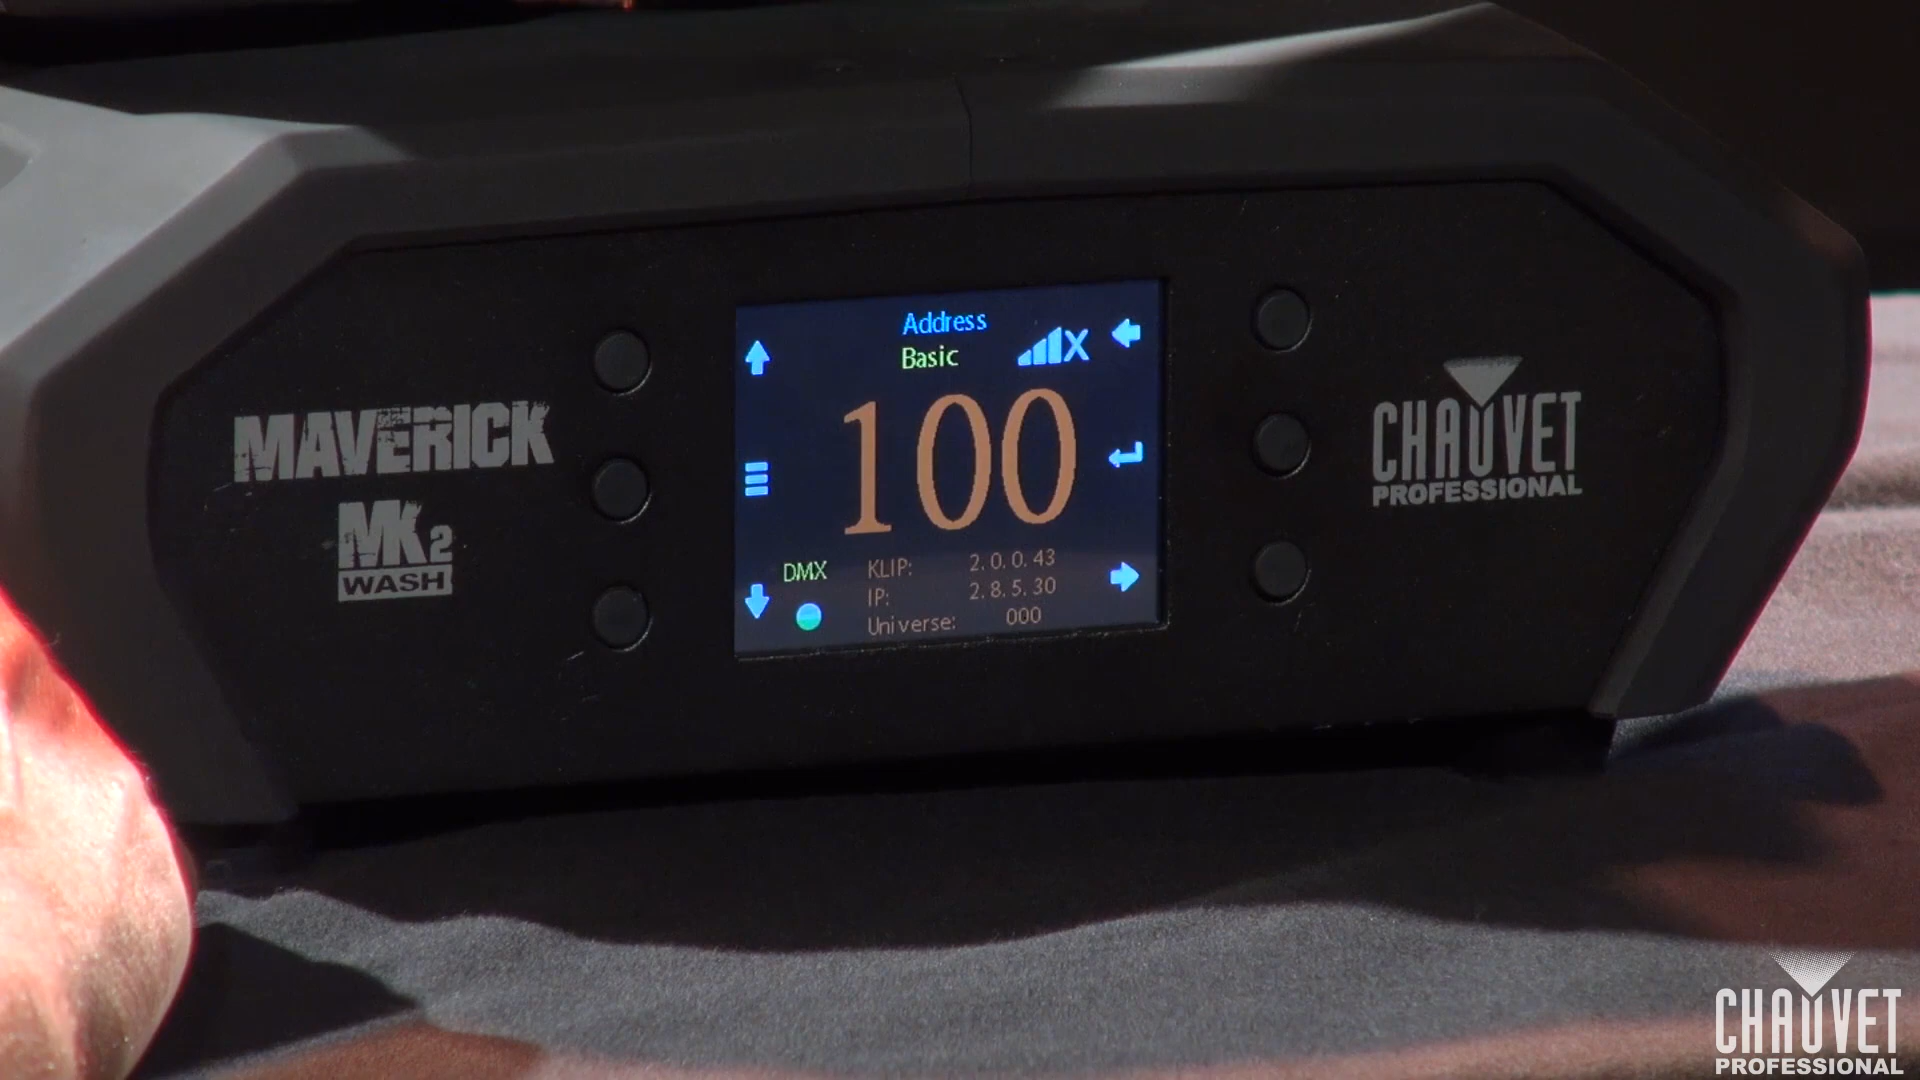 MAVERICK
MK2
WASH
Address
Basic
X
100
DMX
KLIP: 2.0.0.43
IP: 2.8.5.30
Universe: 000
CHAUVET
PROFESSIONAL
CHAUVET
PROFESSIONAL